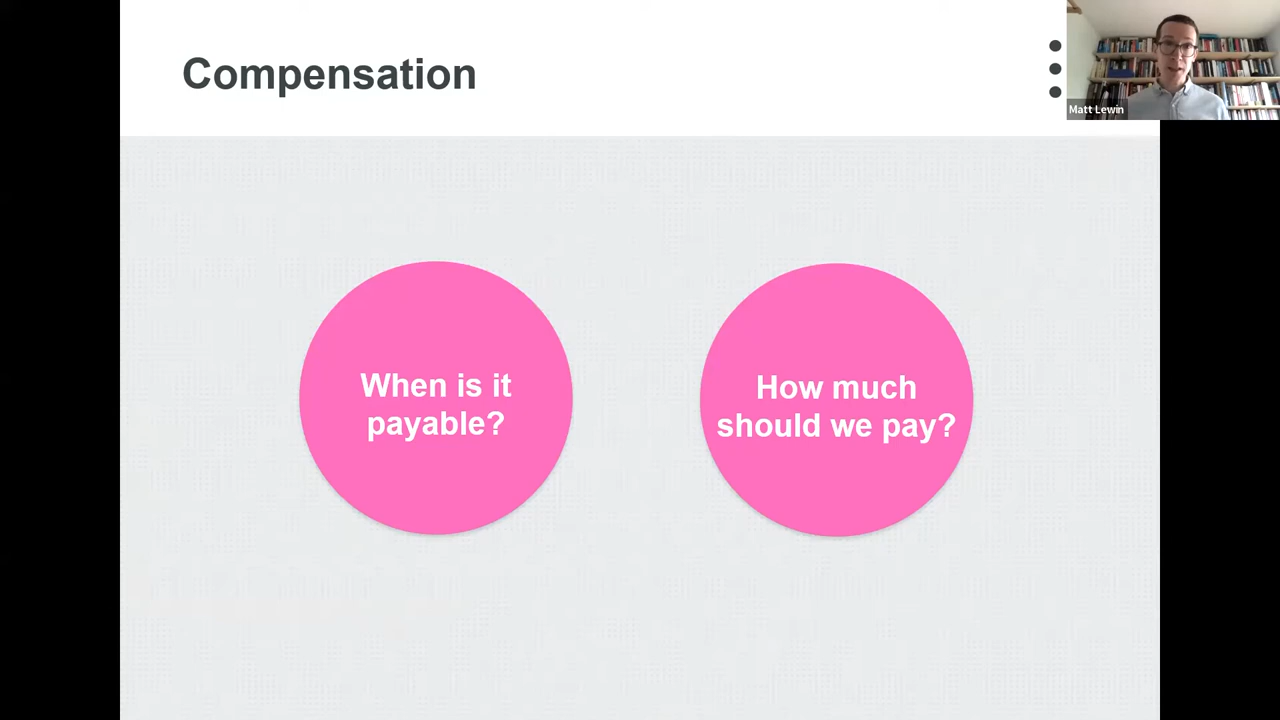 Compensation
Matt Lewin
When is it
payable?
How much
should we pay?